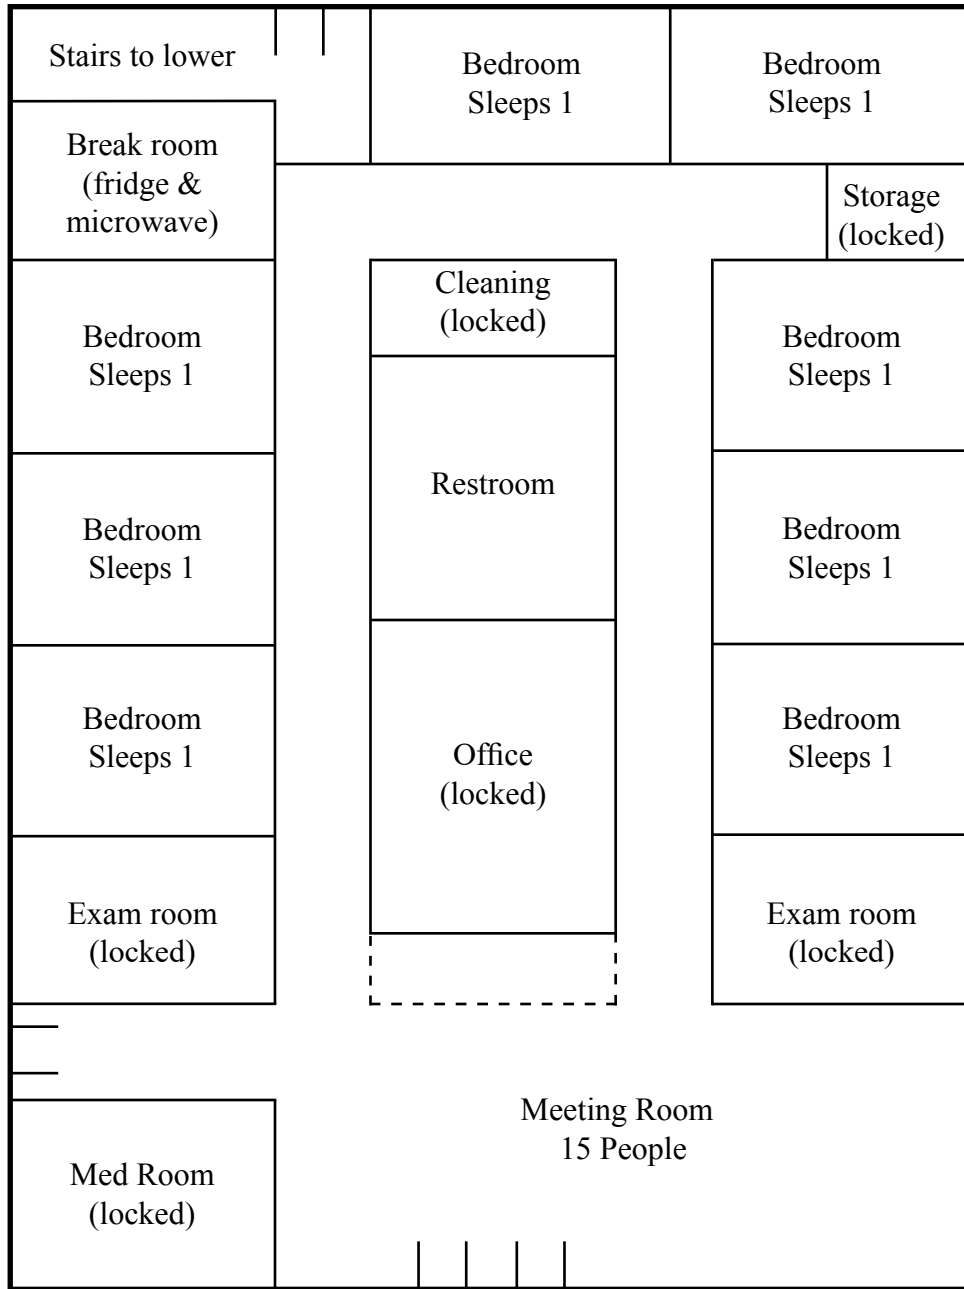 Stairs to lower
Bedroom
Sleeps 1
Bedroom
Sleeps 1
Break room
(fridge &
microwave)
Storage
(locked)
Cleaning
(locked)
Bedroom
Sleeps 1
Bedroom
Sleeps 1
Restroom
Bedroom
Sleeps 1
Bedroom
Sleeps 1
Bedroom
Sleeps 1
Office
(locked)
Bedroom
Sleeps 1
Exam room
(locked)
Exam room
(locked)
Meeting Room
15 People
Med Room
(locked)